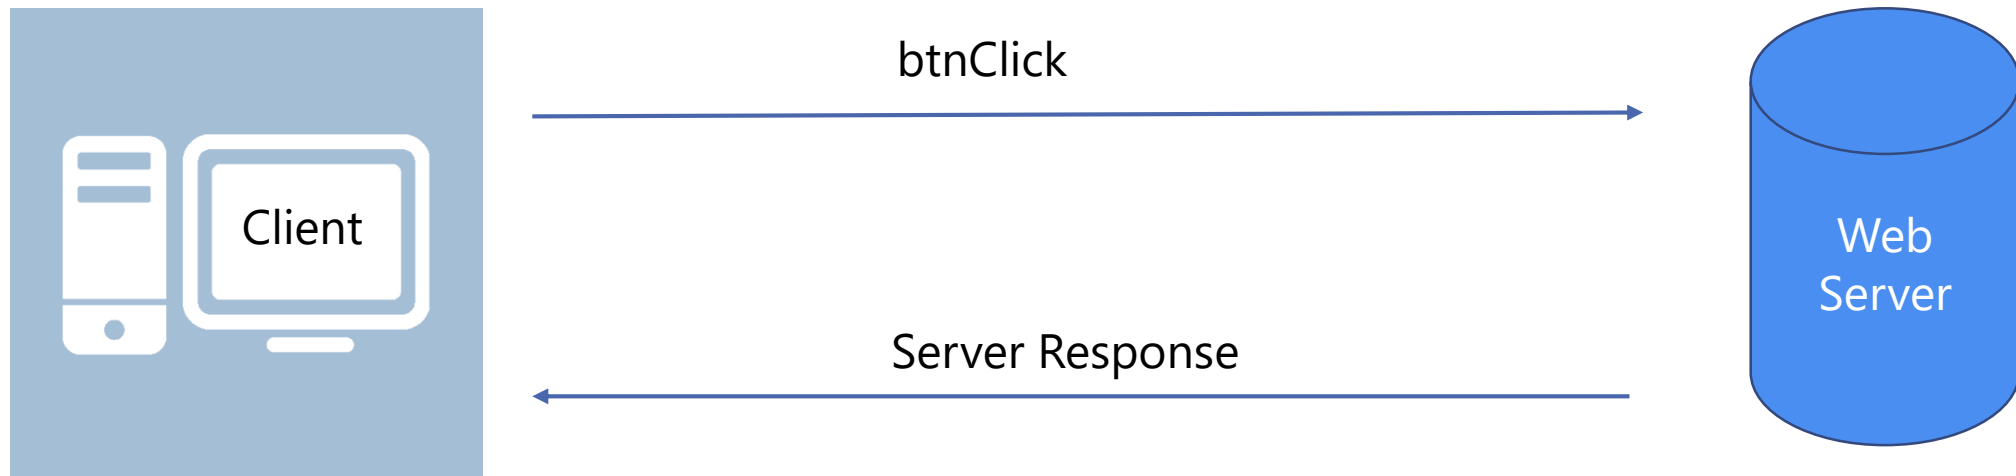 btnClick
Client
Web
Server
Server Response